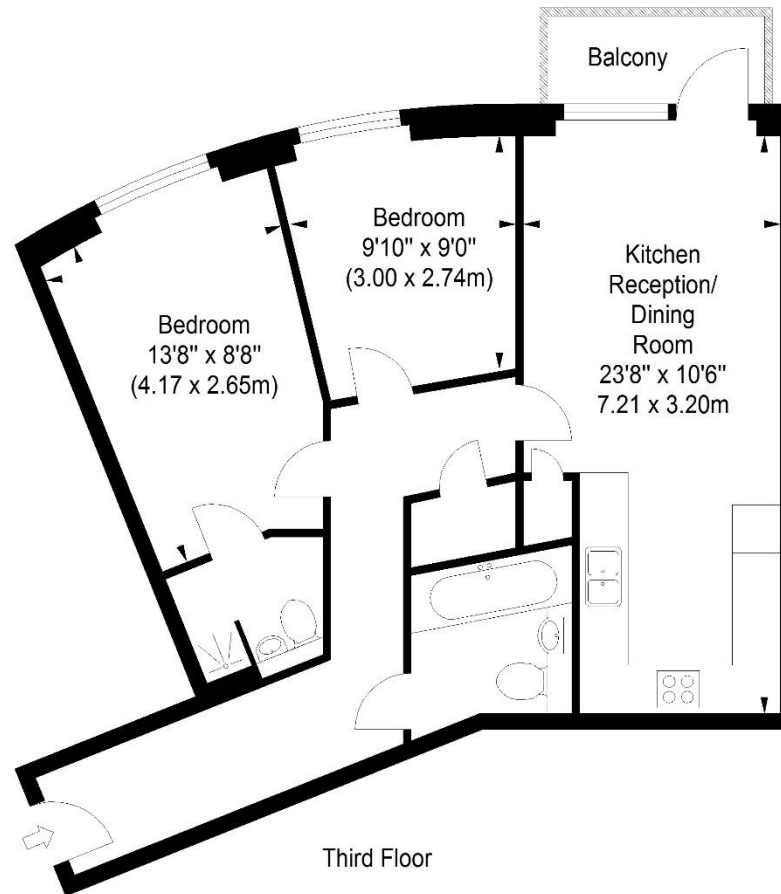 Balcony
Bedroom
9'10" x 9'0"
(3.00 x 2.74m)
Kitchen
Reception/
Dining
Room
23'8" x 10'6"
7.21 x 3.20m
Bedroom
13'8" x 8'8"
(4.17 x 2.65m)
Third Floor